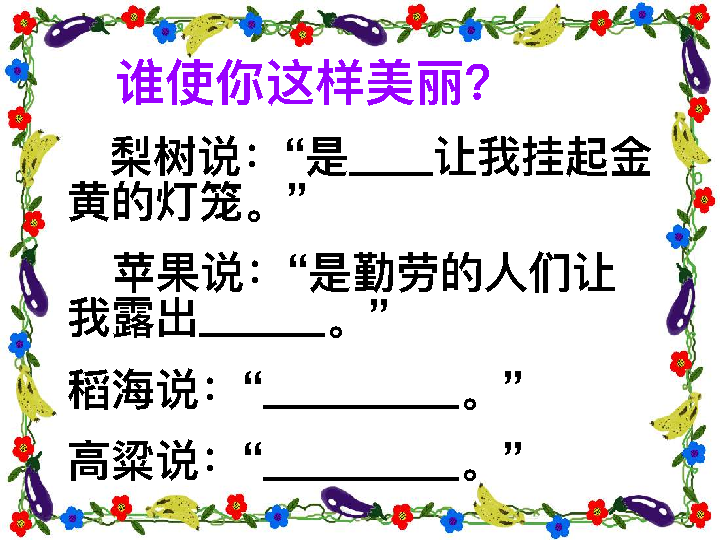 谁使你这样美丽？
梨树说：“是____让我挂起金
黄的灯笼。”
苹果说：“是勤劳的人们让
我露出______。”
稻海说：“_________。”
高粱说：“_________。”